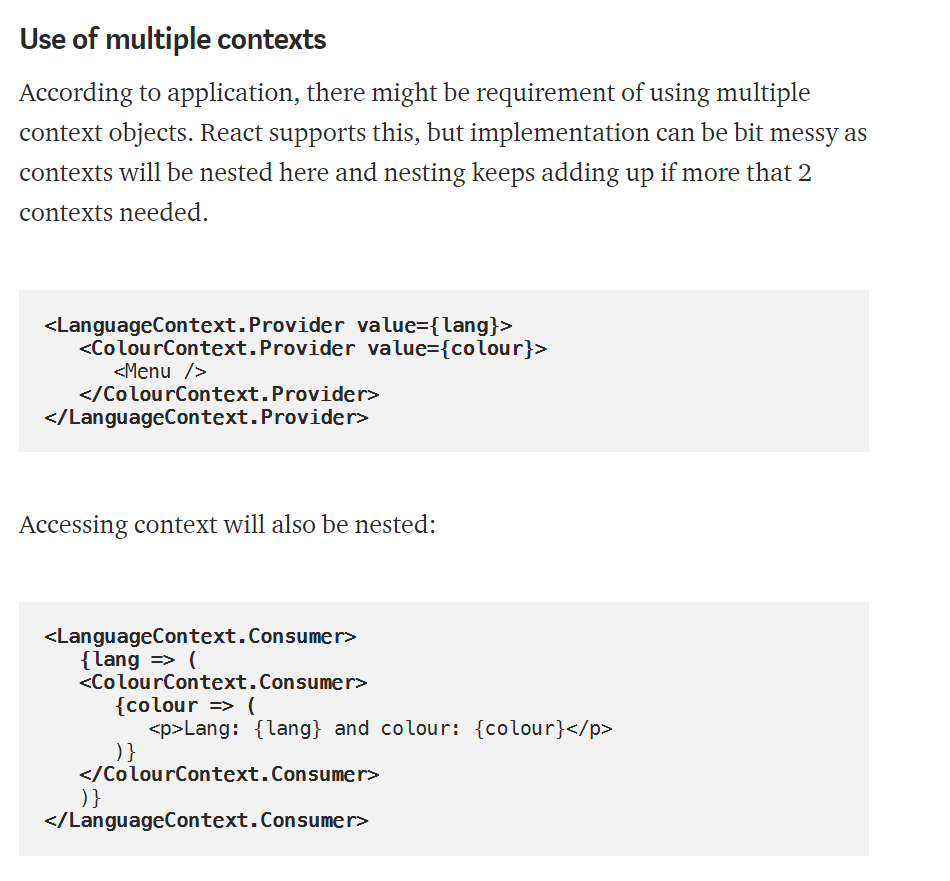 Use of multiple contexts
According to application, there might be requirement of using multiple
context objects. React supports this, but implementation can be bit messy as
contexts will be nested here and nesting keeps adding up if more that 2
contexts needed.
<LanguageContext.Provider value={lang}>
<ColourContext.Provider value={colour}>
<Menu />
</ColourContext.Provider>
</LanguageContext.Provider>
Accessing context will also be nested:
<LanguageContext.Consumer>
{lang => (
<ColourContext.Consumer>
{colour => (
<p>Lang: {lang} and colour: {colour}</p>
)}
</ColourContext.Consumer>
)}
</LanguageContext.Consumer>